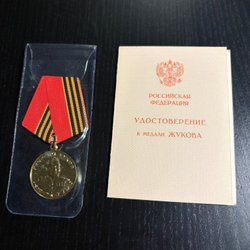 РОССИЙСКАЯ
ФЕДЕРАЦИЯ
УДОСТОВЕРЕНИЕ
К МЕДАЛИ ЖУКОВА